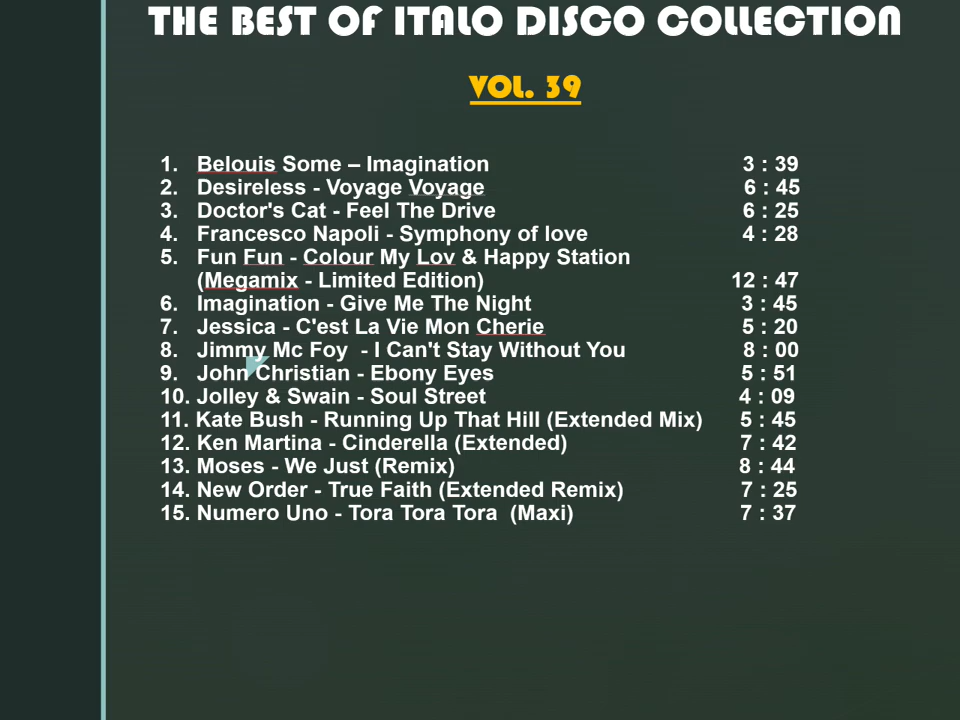 THE BEST OF ITALO DISCO COLLECTION
VOL. 39
1. Belouis Some – Imagination 3 : 39
2. Desireless - Voyage Voyage 6 : 45
3. Doctor's Cat - Feel The Drive 6 : 25
4. Francesco Napoli - Symphony of love 4 : 28
5. Fun Fun - Colour My Lov & Happy Station
(Megamix - Limited Edition) 12 : 47
6. Imagination - Give Me The Night 3 : 45
7. Jessica - C'est La Vie Mon Cherie 5 : 20
8. Jimmy Mc Foy - I Can't Stay Without You 8 : 00
9. John Christian - Ebony Eyes 5 : 51
10. Jolley & Swain - Soul Street 4 : 09
11. Kate Bush - Running Up That Hill (Extended Mix) 5 : 45
12. Ken Martina - Cinderella (Extended) 7 : 42
13. Moses - We Just (Remix) 8 : 44
14. New Order - True Faith (Extended Remix) 7 : 25
15. Numero Uno - Tora Tora Tora (Maxi) 7 : 37